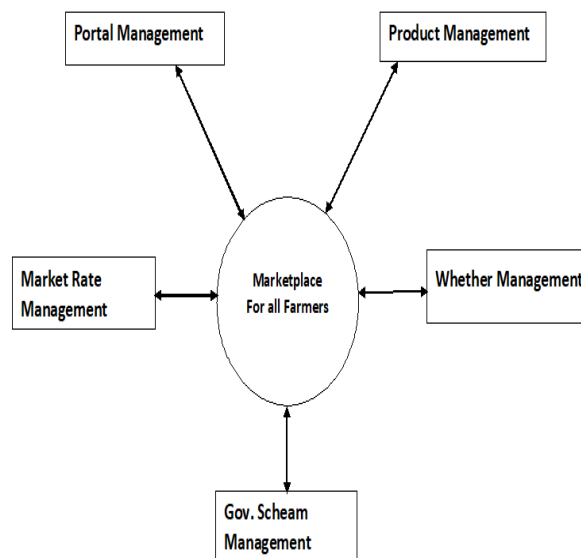 Portal Management
Product Management
Marketplace
For all Farmers
Market Rate
Management
Whether Management
Gov. Scheam
Management